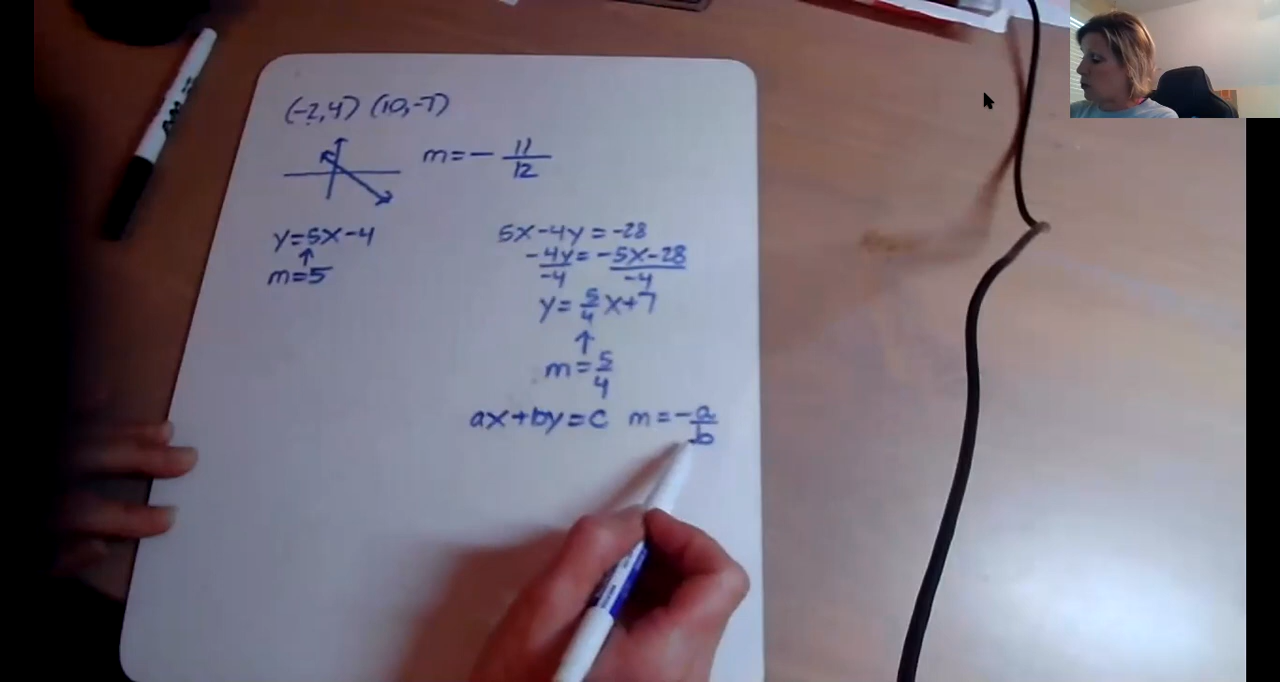 (-2,4) (10,-7)
m = - 11/12
y=5x-4
↑
m=5
5x-4y=-28
-4y/-4 = -5x-28/-4
y=5/4 x+7
↑
m=5/4
ax+by=c m=-a/b